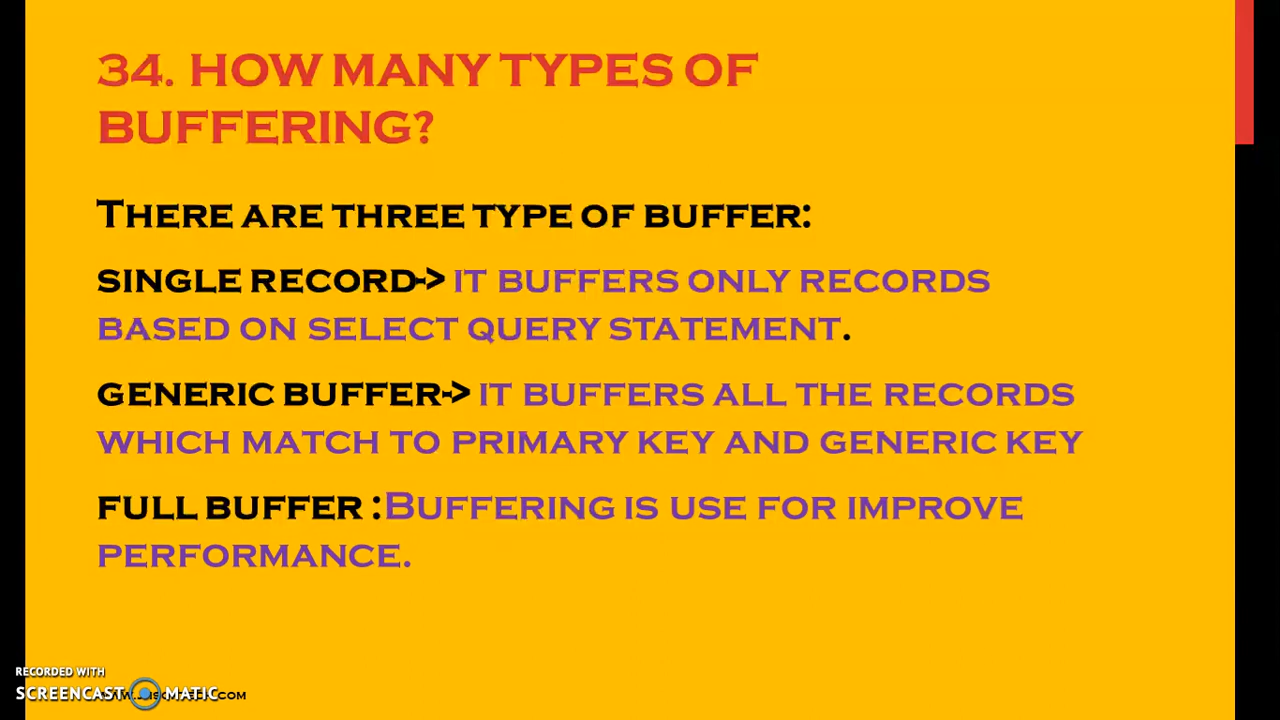 34. HOW MANY TYPES OF
BUFFERING?
THERE ARE THREE TYPE OF BUFFER:
SINGLE RECORD-> IT BUFFERS ONLY RECORDS
BASED ON SELECT QUERY STATEMENT.
GENERIC BUFFER-> IT BUFFERS ALL THE RECORDS
WHICH MATCH TO PRIMARY KEY AND GENERIC KEY
FULL BUFFER :BUFFERING IS USE FOR IMPROVE
PERFORMANCE.
RECORDED WITH
SCREENCAST MATIC